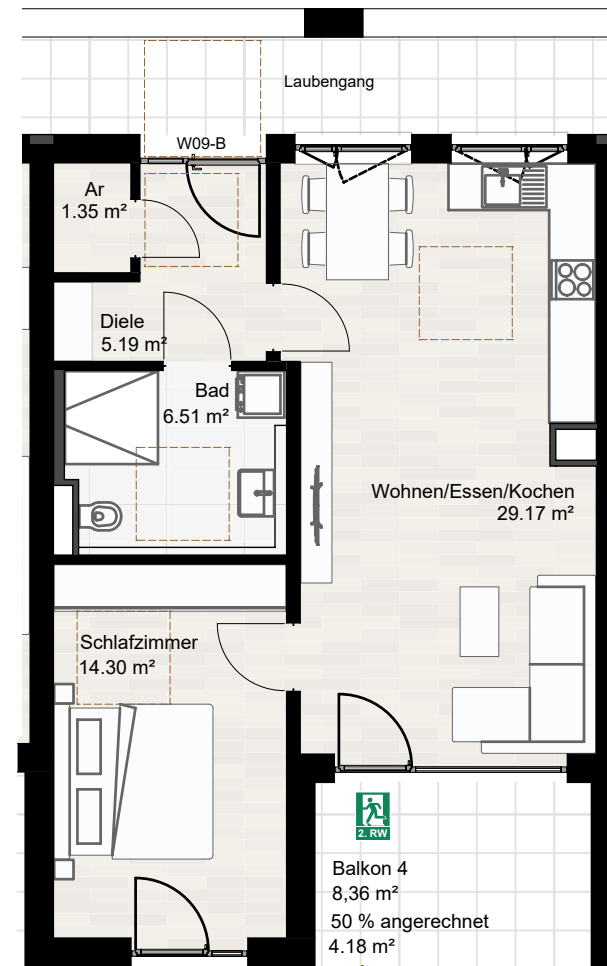 Laubengang
W09-B
Ar
1.35 m²
Diele
5.19 m²
Bad
6.51 m²
Wohnen/Essen/Kochen
29.17 m²
Schlafzimmer
14.30 m²
2. RW
Balkon 4
8,36 m²
50 % angerechnet
4.18 m²